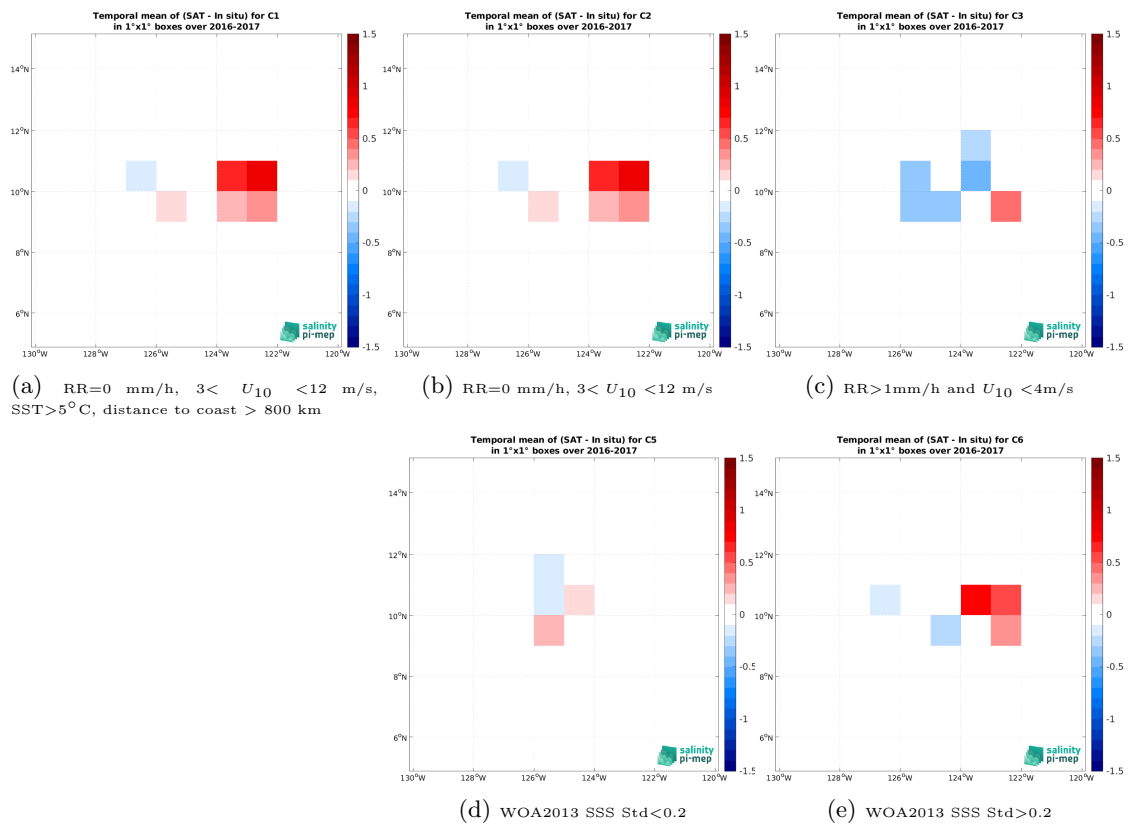 Temporal mean of (SAT - In situ) for C1
in 1°x1° boxes over 2016-2017
14°N
12°N
10°N
8°N
6°N
130°W 128°W 126°W 124°W 122°W 120°W
1.5
1
0.5
0
-0.5
-1
-1.5
salinity
pi-mep
(a) RR=0 mm/h, 3< U10 <12 m/s,
SST>5°C, distance to coast > 800 km
Temporal mean of (SAT - In situ) for C2
in 1°x1° boxes over 2016-2017
14°N
12°N
10°N
8°N
6°N
130°W 128°W 126°W 124°W 122°W 120°W
1.5
1
0.5
0
-0.5
-1
-1.5
salinity
pi-mep
(b) RR=0 mm/h, 3< U10 <12 m/s
Temporal mean of (SAT - In situ) for C3
in 1°x1° boxes over 2016-2017
14°N
12°N
10°N
8°N
6°N
130°W 128°W 126°W 124°W 122°W 120°W
1.5
1
0.5
0
-0.5
-1
-1.5
salinity
pi-mep
(c) RR>1mm/h and U10 <4m/s
Temporal mean of (SAT - In situ) for C5
in 1°x1° boxes over 2016-2017
14°N
12°N
10°N
8°N
6°N
130°W 128°W 126°W 124°W 122°W 120°W
1.5
1
0.5
0
-0.5
-1
-1.5
salinity
pi-mep
(d) WOA2013 SSS Std<0.2
Temporal mean of (SAT - In situ) for C6
in 1°x1° boxes over 2016-2017
14°N
12°N
10°N
8°N
6°N
130°W 128°W 126°W 124°W 122°W 120°W
1.5
1
0.5
0
-0.5
-1
-1.5
salinity
pi-mep
(e) WOA2013 SSS Std>0.2